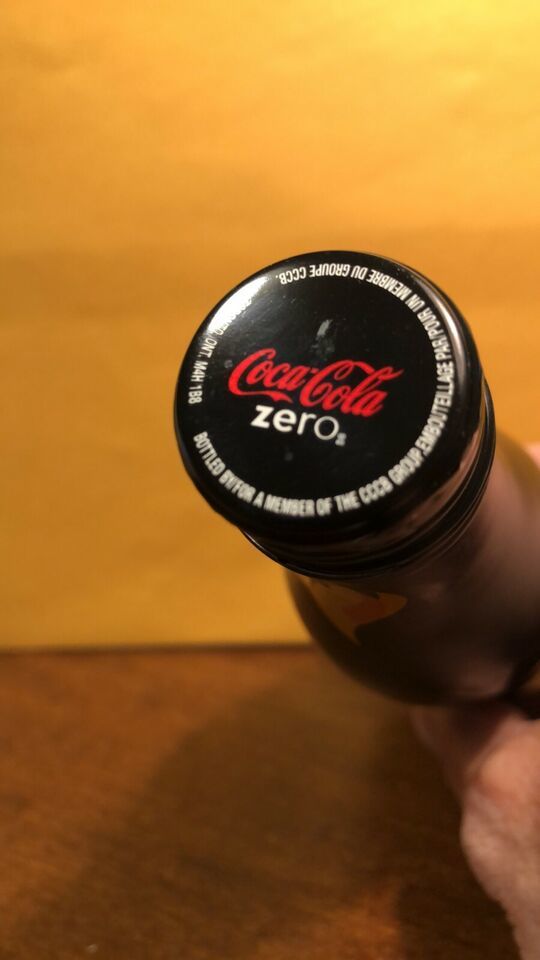 Coca-Cola
zero
BOTTLED BY/FOR A MEMBER OF THE CCCB GROUP.EMBOUTEILLAGE PAR/POUR UN MEMBRE DU GROUPE CCCB.
ONT. M4H 1B8.